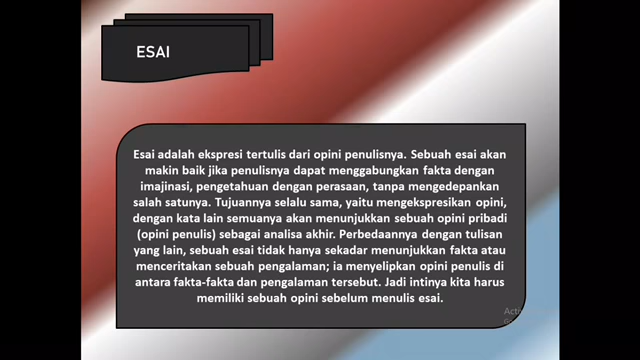 ESAI
Esai adalah ekspresi tertulis dari opini penulisnya. Sebuah esai akan
makin baik jika penulisnya dapat menggabungkan fakta dengan
imajinasi, pengetahuan dengan perasaan, tanpa mengedepankan
salah satunya. Tujuannya selalu sama, yaitu mengekspresikan opini,
dengan kata lain semuanya akan menunjukkan sebuah opini pribadi
(opini penulis) sebagai analisa akhir. Perbedaannya dengan tulisan
yang lain, sebuah esai tidak hanya sekadar menunjukkan fakta atau
menceritakan sebuah pengalaman; ia menyelipkan opini penulis di
antara fakta-fakta dan pengalaman tersebut. Jadi intinya kita harus
memiliki sebuah opini sebelum menulis esai.